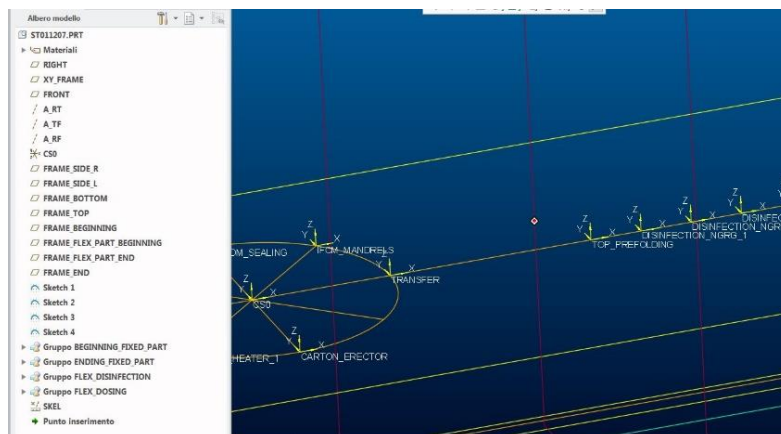 Albero modello
ST011207.PRT
Materiali
RIGHT
XY_FRAME
FRONT
A_RT
A_TF
A_RF
CS0
FRAME_SIDE_R
FRAME_SIDE_L
FRAME_BOTTOM
FRAME_TOP
FRAME_BEGINNING
FRAME_FLEX_PART_BEGINNING
FRAME_FLEX_PART_END
FRAME_END
Sketch 1
Sketch 2
Sketch 3
Sketch 4
Gruppo BEGINNING_FIXED_PART
Gruppo ENDING_FIXED_PART
Gruppo FLEX_DISINFECTION
Gruppo FLEX_DOSING
SKEL
Punto inserimento
Z
Y X
DISINFEC
Z
Y X
DISINFECTION_NGR
Z
Y X
DISINFECTION_NGRG_1
Z
Y X
TOP_PREFOLDING
Z
Y X
IFCM_MANDRELS
OM_SEALING
Z
Y X
TRANSFER
Z
Y X
CS0
Z
Y X
CARTON_ERECTOR
HEATER_1